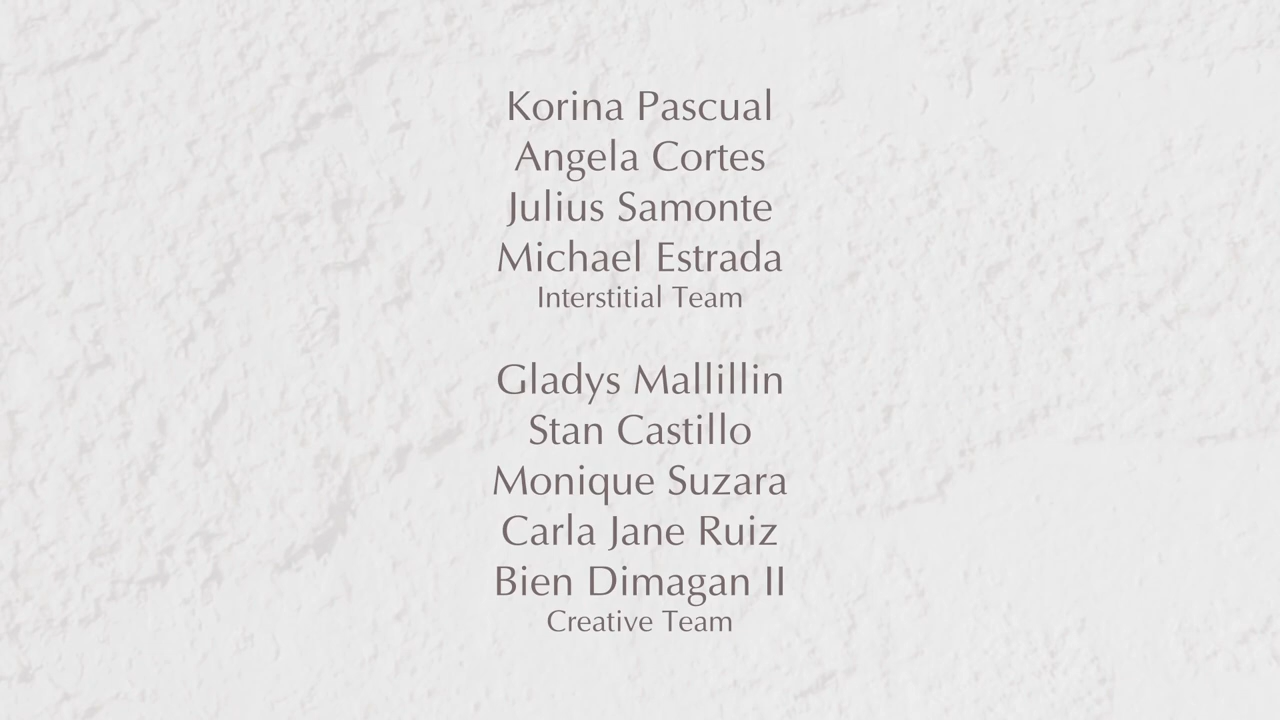 Korina Pascual
Angela Cortes
Julius Samonte
Michael Estrada
Interstitial Team
Gladys Mallillin
Stan Castillo
Monique Suzara
Carla Jane Ruiz
Bien Dimagan II
Creative Team